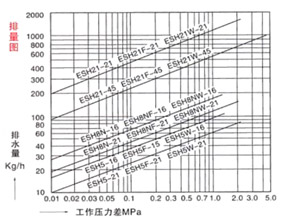 排量图
2000
1000
800
600
400
200
100
80
60
40
20
10
排水量
Kg/h
ESH21-21 ESH21F-21 ESH21W-21
ESH21-45 ESH21F-45 ESH21W-45
ESH8N-16 ESH8NF-16 ESH8NW-16
ESH8N-21 ESH8NF-21 ESH8NW-21
ESH5-16 ESH5F-15 ESH5W-16
ESH5-21 ESH5F-21 ESH5W-21
0.01 0.02 0.03 0.05 0.1 0.2 0.3 0.5 0.7 1.0 2.0 3.0 5.0
工作压力差MPa